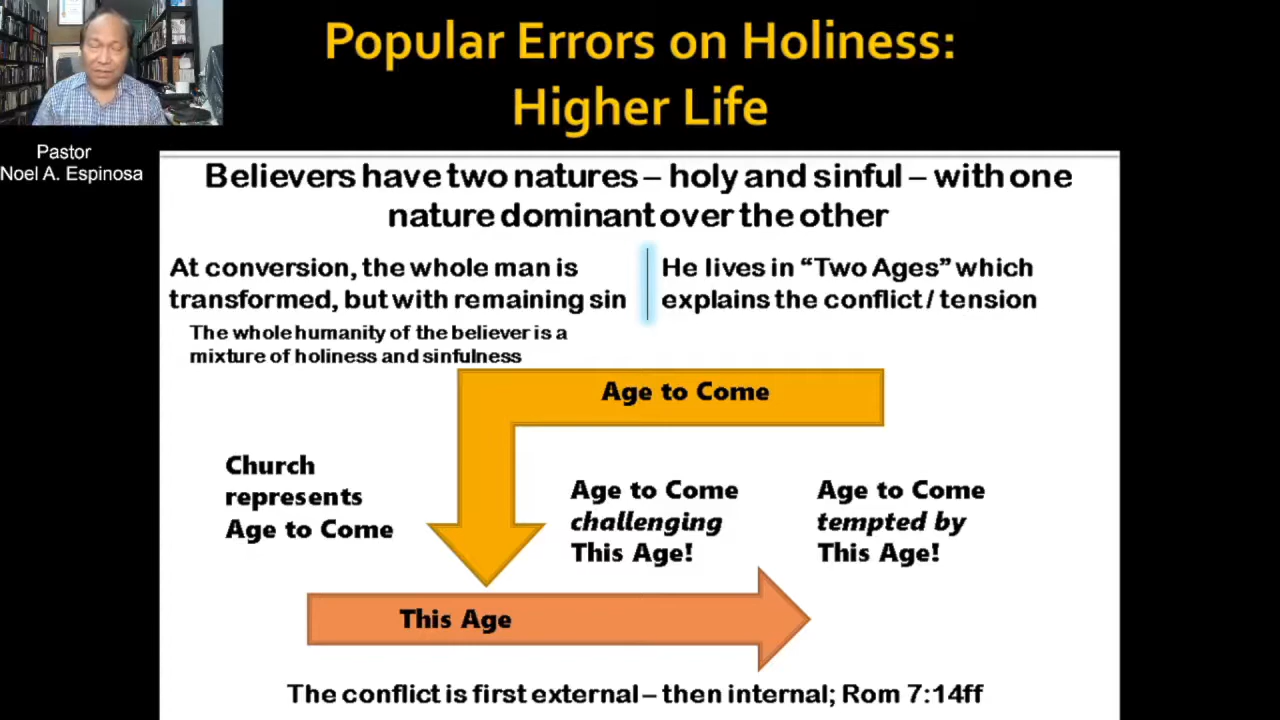 Popular Errors on Holiness:
Higher Life
Pastor
Noel A. Espinosa
Believers have two natures – holy and sinful – with one
nature dominant over the other
At conversion, the whole man is
transformed, but with remaining sin
The whole humanity of the believer is a
mixture of holiness and sinfulness
He lives in “Two Ages” which
explains the conflict / tension
Age to Come
Church
represents
Age to Come
Age to Come
challenging
This Age!
Age to Come
tempted by
This Age!
This Age
The conflict is first external – then internal; Rom 7:14ff